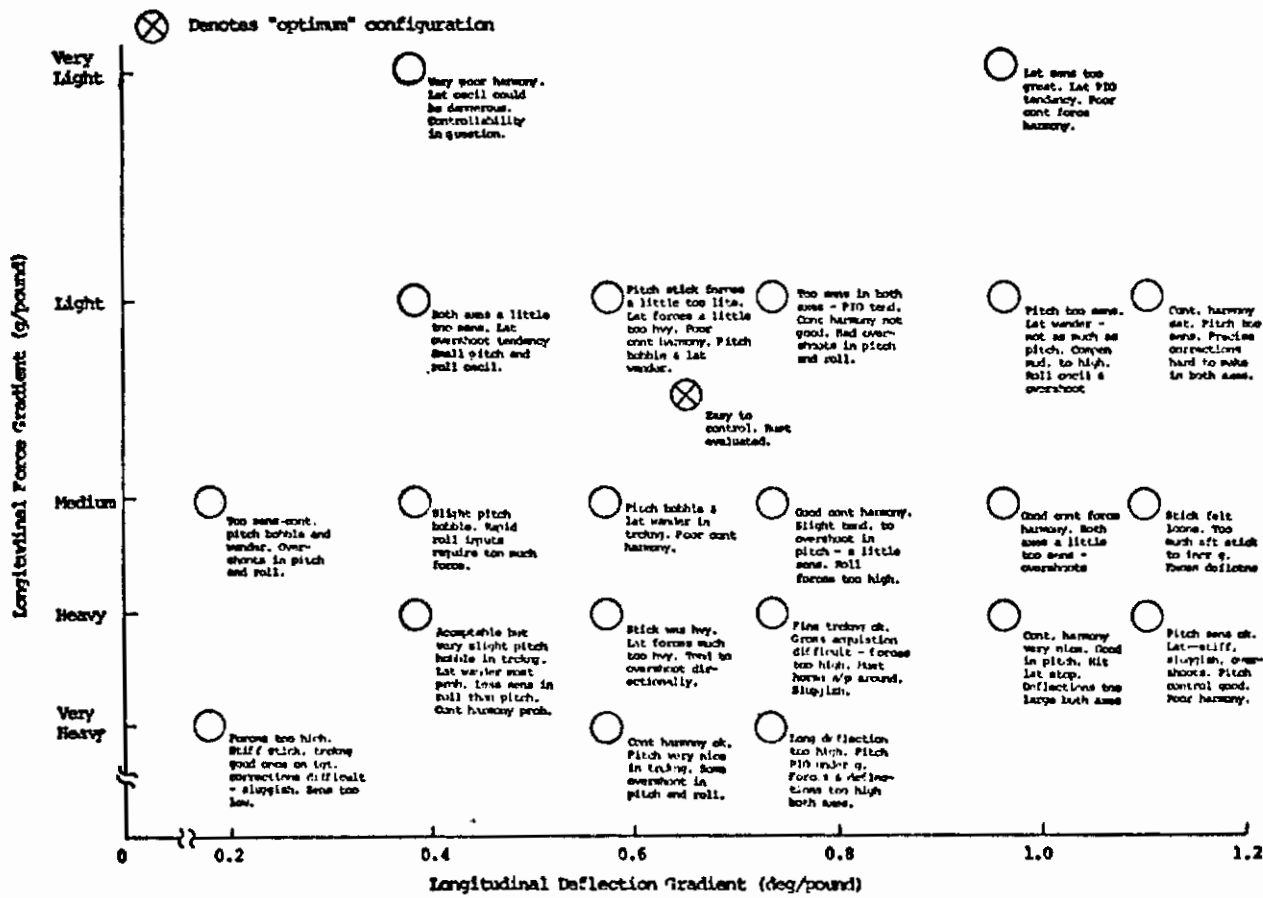 Denotes "optimum" configuration
Very
Light
Very poor harmony.
Lat oscil could
be dangerous.
Controllability
in question.
Lat sens too
great. Lat PIO
tendency. Poor
cont force
harmony.
Longitudinal Force Gradient (g/pound)
Light
Both axes a little
too sens. Lat
overshoot tendency
Small pitch and
roll oscil.
Pitch stick forces
a little too lite.
Lat forces a little
too hvy. Poor
cont harmony. Pitch
bobble & lat
wander.
Too sens in both
axes - PIO tend.
Cont harmony not
good. Bad over-
shoots in pitch
and roll.
Pitch too sens.
Lat wander -
not as much as
pitch. Compen
mod. to high.
Roll oscil &
overshoot
Cont. harmony
sat. Pitch too
sens. Precise
corrections
hard to make
in both axes.
Easy to
control. Best
evaluated.
Medium
Too sens-cont.
pitch bobble and
wander. Over-
shoots in pitch
and roll.
Slight pitch
bobble. Rapid
roll inputs
require too much
force.
Pitch bobble &
lat wander in
trckng. Poor cont
harmony.
Good cont harmony.
Slight tend. to
overshoot in
pitch - a little
sens. Roll
forces too high.
Good cont force
harmony. Both
axes a little
too sens -
overshoots
Stick felt
loose. Too
much aft stick
to incr g.
Heavy
Acceptable but
very slight pitch
bobble in trckng.
Lat wander most
prob. Less sens in
roll than pitch.
Cont harmony prob.
Stick was hvy.
Lat forces much
too hvy. Tend to
overshoot dir-
ectionally.
Fine trckng ok.
Gross aquistion
difficult - forces
too high. Must
a/p around.
Sluggish.
Cont. harmony
very nice. Good
in pitch. Hit
lat stop.
Deflections too
large both axes
Pitch sens ok.
Lat--stiff,
sluggish, over-
shoots. Pitch
control good.
Poor harmony.
Very
Heavy
Forces too high.
Stiff stick, trckng
good once on tgt.
corrections difficult
- sluggish. Sens too
low.
Cont harmony ok.
Pitch very nice
in trckng. Some
overshoot in
pitch and roll.
Long deflection
too high. Pitch
PIO under g.
Forces & deflec-
tions too high
both axes.
0 0.2 0.4 0.6 0.8 1.0 1.2
Longitudinal Deflection Gradient (deg/pound)